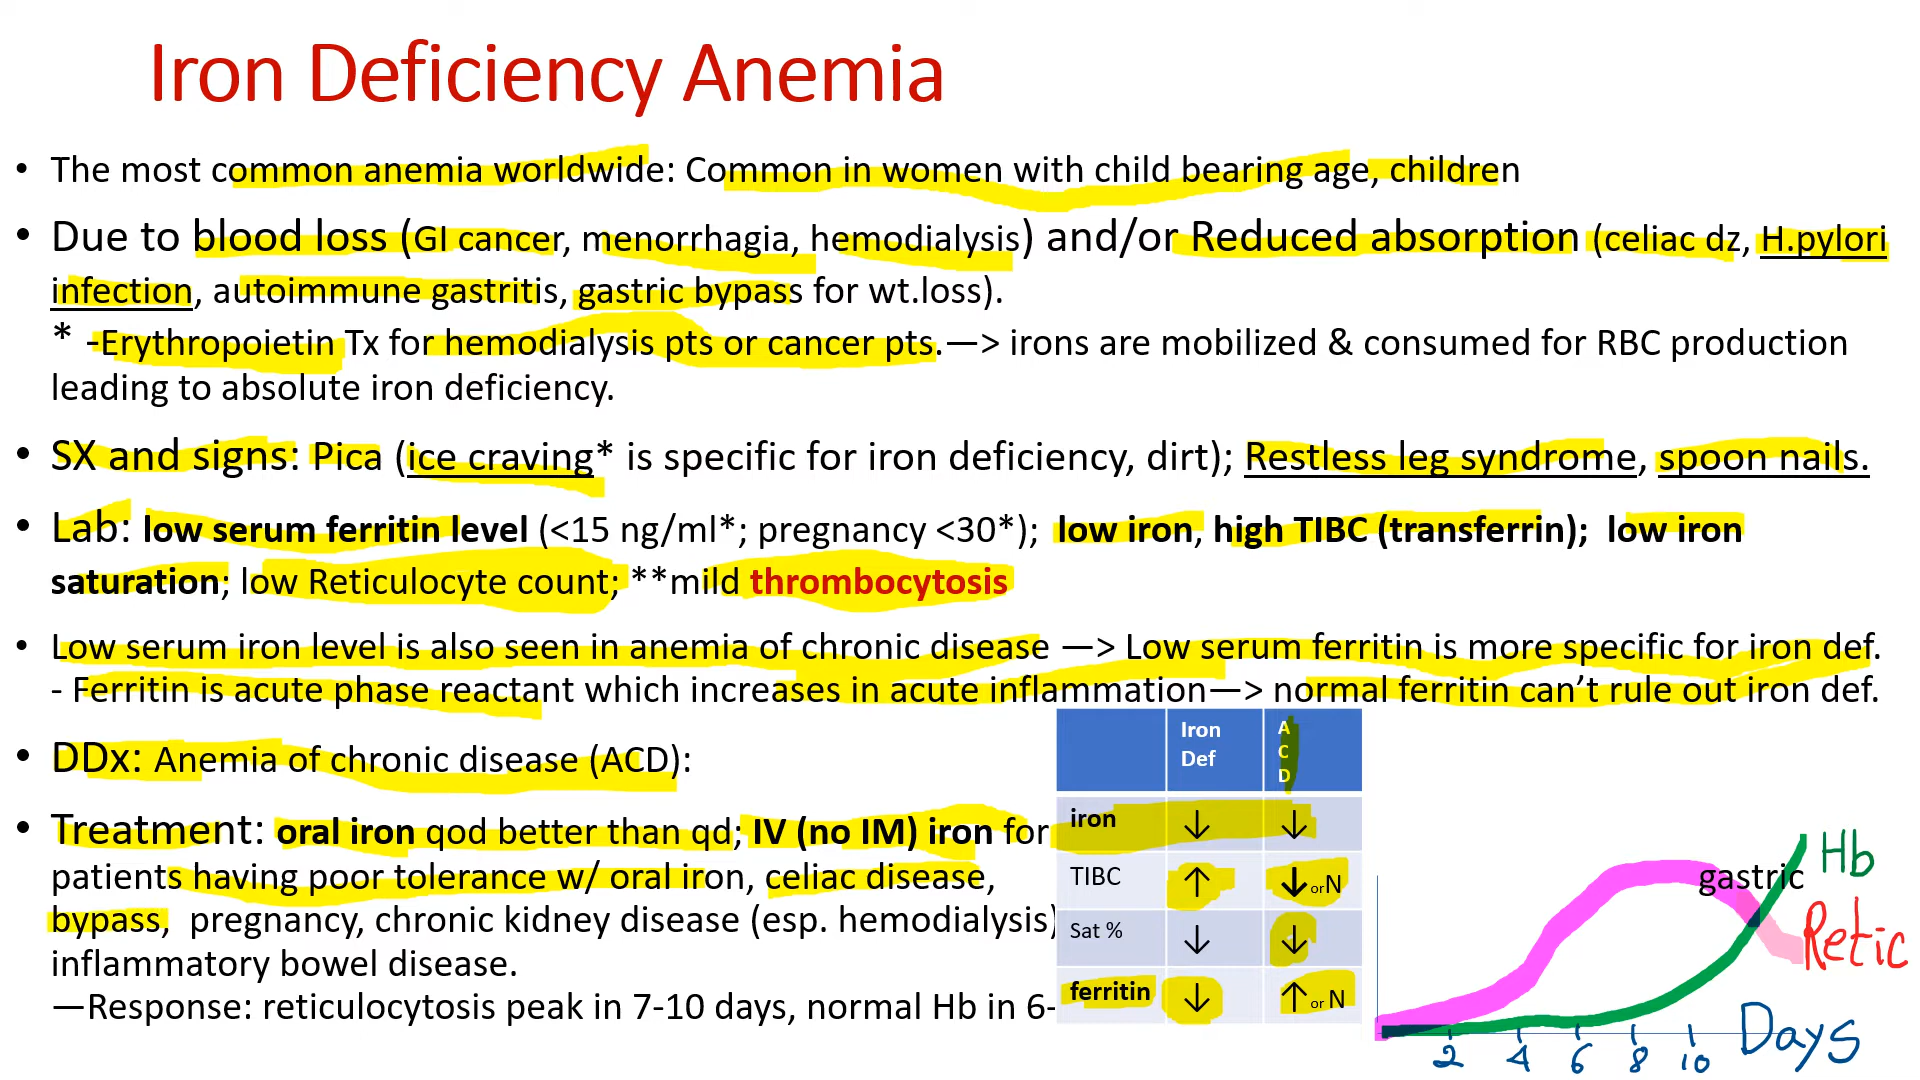 Iron Deficiency Anemia
• The most common anemia worldwide: Common in women with child bearing age, children
• Due to blood loss (GI cancer, menorrhagia, hemodialysis) and/or Reduced absorption (celiac dz, H.pylori
infection, autoimmune gastritis, gastric bypass for wt.loss).
* -Erythropoietin Tx for hemodialysis pts or cancer pts.—> irons are mobilized & consumed for RBC production
leading to absolute iron deficiency.
• SX and signs: Pica (ice craving* is specific for iron deficiency, dirt); Restless leg syndrome, spoon nails.
• Lab: low serum ferritin level (<15 ng/ml*; pregnancy <30*); low iron, high TIBC (transferrin); low iron
saturation; low Reticulocyte count; **mild thrombocytosis
• Low serum iron level is also seen in anemia of chronic disease —> Low serum ferritin is more specific for iron def.
- Ferritin is acute phase reactant which increases in acute inflammation—> normal ferritin can’t rule out iron def.
• DDx: Anemia of chronic disease (ACD):
• Treatment: oral iron qod better than qd; IV (no IM) iron for
patients having poor tolerance w/ oral iron, celiac disease, gastric
bypass, pregnancy, chronic kidney disease (esp. hemodialysis)
inflammatory bowel disease.
—Response: reticulocytosis peak in 7-10 days, normal Hb in 6-
Iron Def A C D
iron ↓ ↓
TIBC ↑ ↓ or N
Sat % ↓ ↓
ferritin ↓ ↑ or N
Hb
Retic
2 4 6 8 10 Days